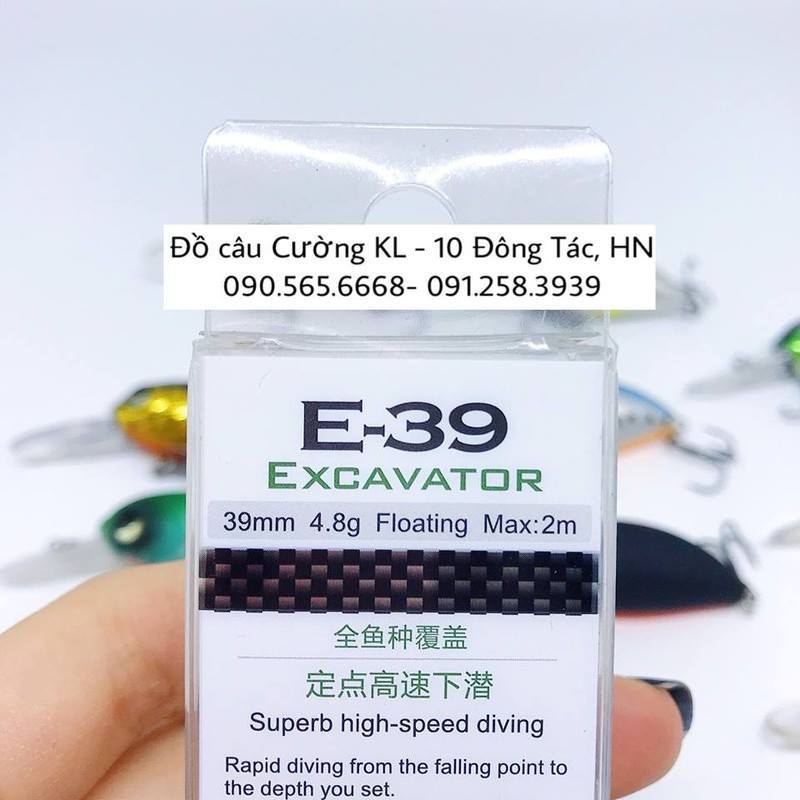 Đồ câu Cường KL - 10 Đông Tác, HN
090.565.6668- 091.258.3939
E-39
EXCAVATOR
39mm 4.8g Floating Max:2m
全鱼种覆盖
定点高速下潜
Superb high-speed diving
Rapid diving from the falling point to
the depth you set.